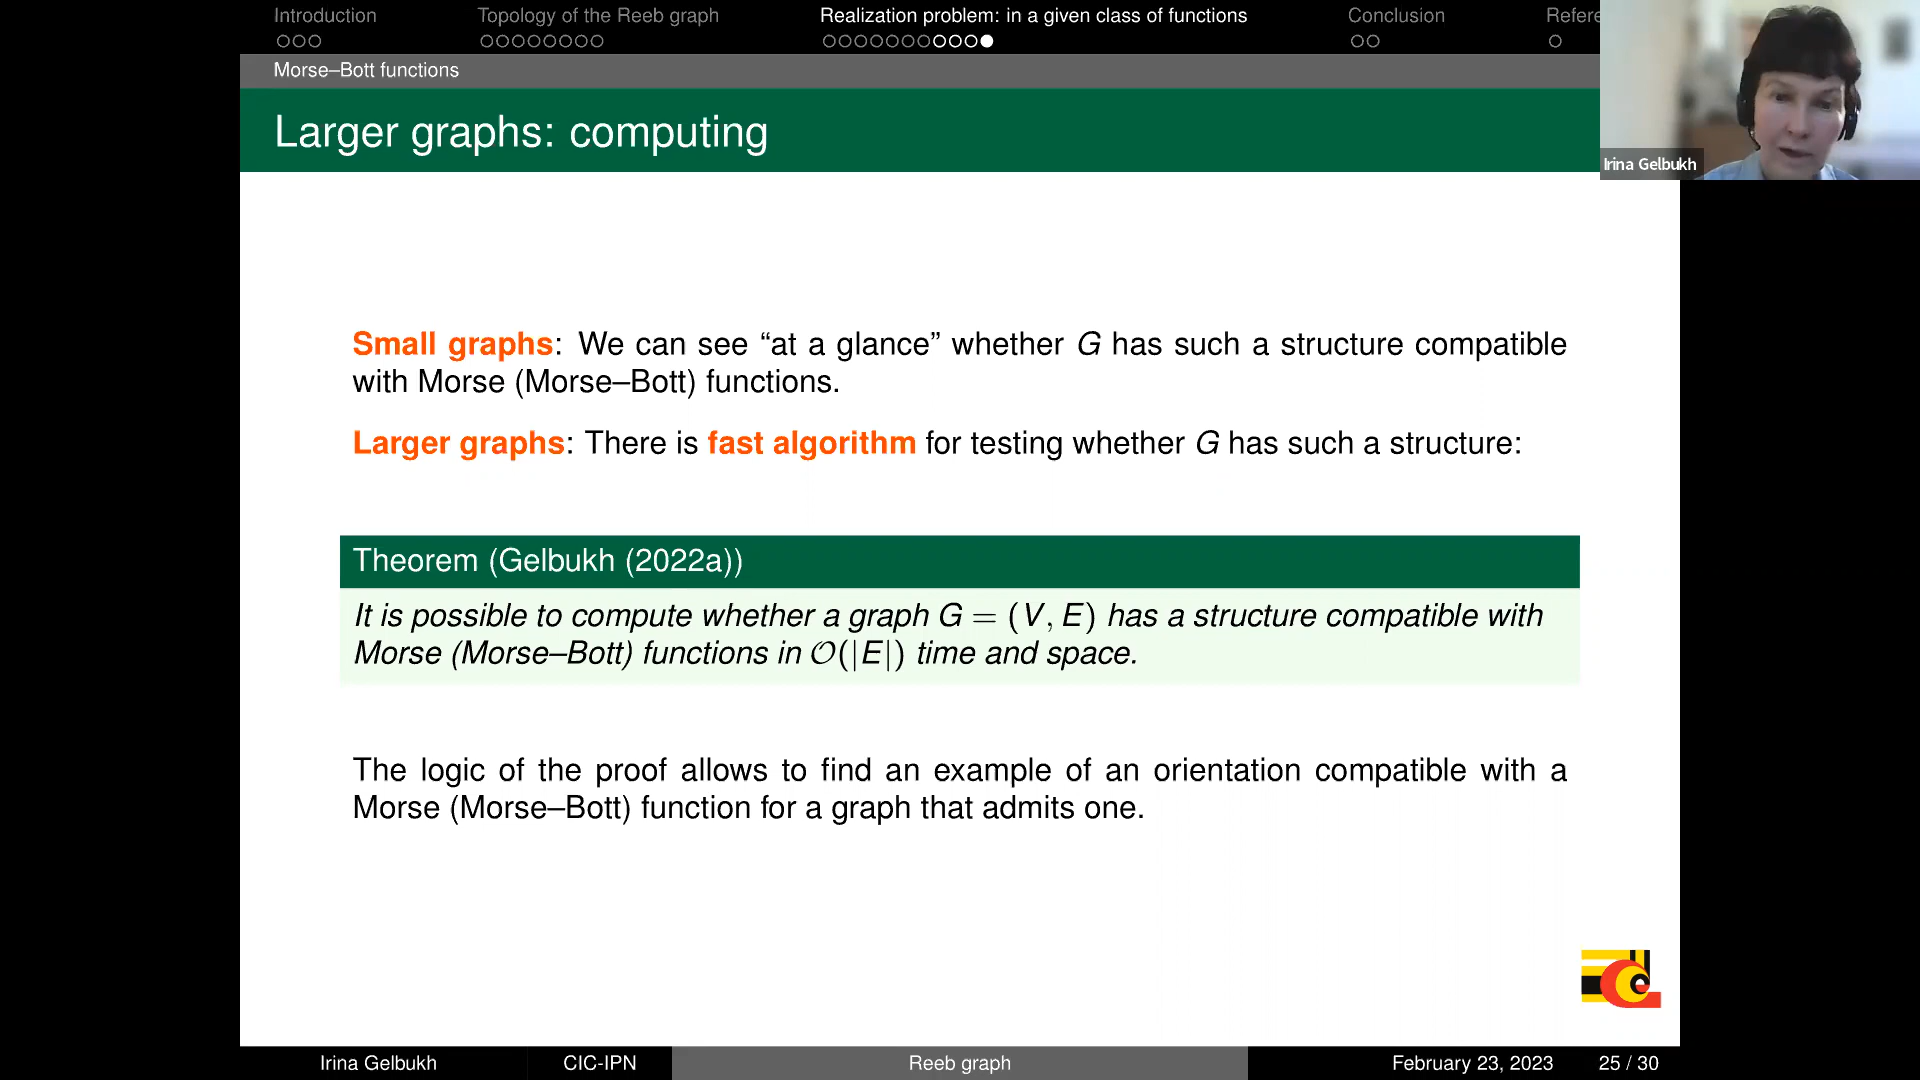 Introduction Topology of the Reeb graph Realization problem: in a given class of functions Conclusion Refere
Morse–Bott functions
Larger graphs: computing
Irina Gelbukh
Small graphs: We can see “at a glance” whether G has such a structure compatible
with Morse (Morse–Bott) functions.
Larger graphs: There is fast algorithm for testing whether G has such a structure:
Theorem (Gelbukh (2022a))
It is possible to compute whether a graph G = (V, E) has a structure compatible with
Morse (Morse–Bott) functions in O(|E|) time and space.
The logic of the proof allows to find an example of an orientation compatible with a
Morse (Morse–Bott) function for a graph that admits one.
Irina Gelbukh CIC-IPN Reeb graph February 23, 2023 25 / 30